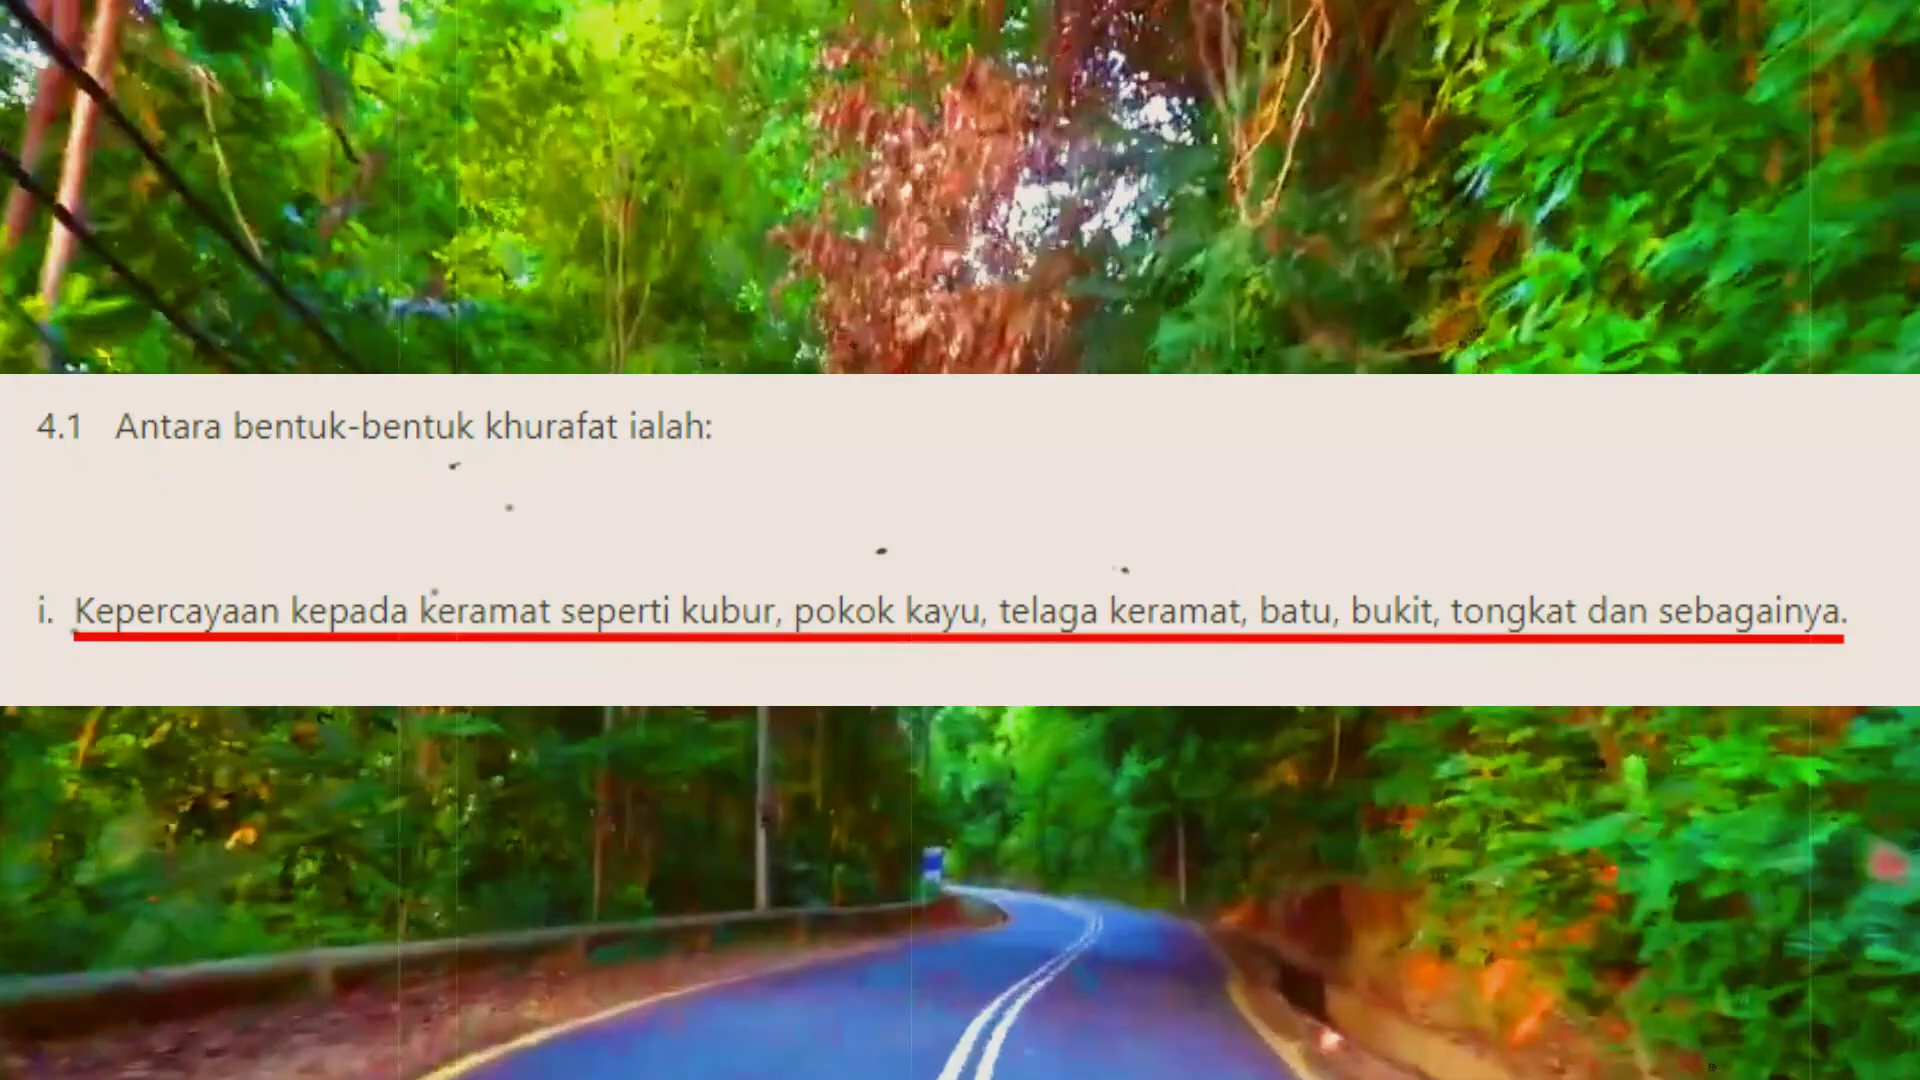 4.1 Antara bentuk-bentuk khurafat ialah:
i. Kepercayaan kepada keramat seperti kubur, pokok kayu, telaga keramat, batu, bukit, tongkat dan sebagainya.